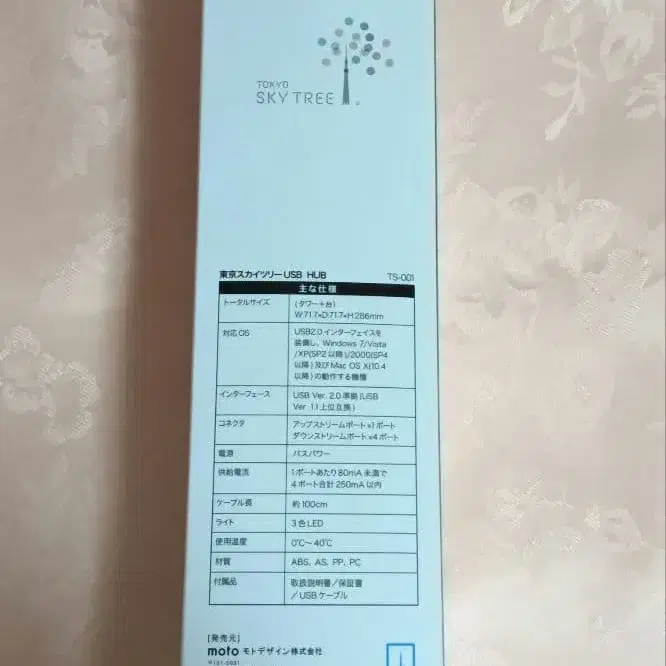 TOKYO
SKY TREE ®
東京スカイツリーUSB HUB TS-001
主な仕様
トータルサイズ (タワー+台)
W:71.7×D:71.7×H:286mm
対応OS USB2.0インターフェイスを
装備し、Windows 7/Vista
/XP(SP2以降)/2000(SP4
以降)及びMac OS X(10.4
以降)の動作する機種
インターフェース USB Ver. 2.0準拠(USB
Ver 1.1上位互換)
コネクタ アップストリームポート×1ポート
ダウンストリームポート×4ポート
電源 バスパワー
供給電流 1ポートあたり80mA未満で
4ポート合計250mA以内
ケーブル長 約100cm
ライト 3色LED
使用温度 0℃～40℃
材質 ABS, AS, PP, PC
付属品 取扱説明書/保証書
/USBケーブル
[発売元]
moto モトデザイン株式会社
〒131-0031